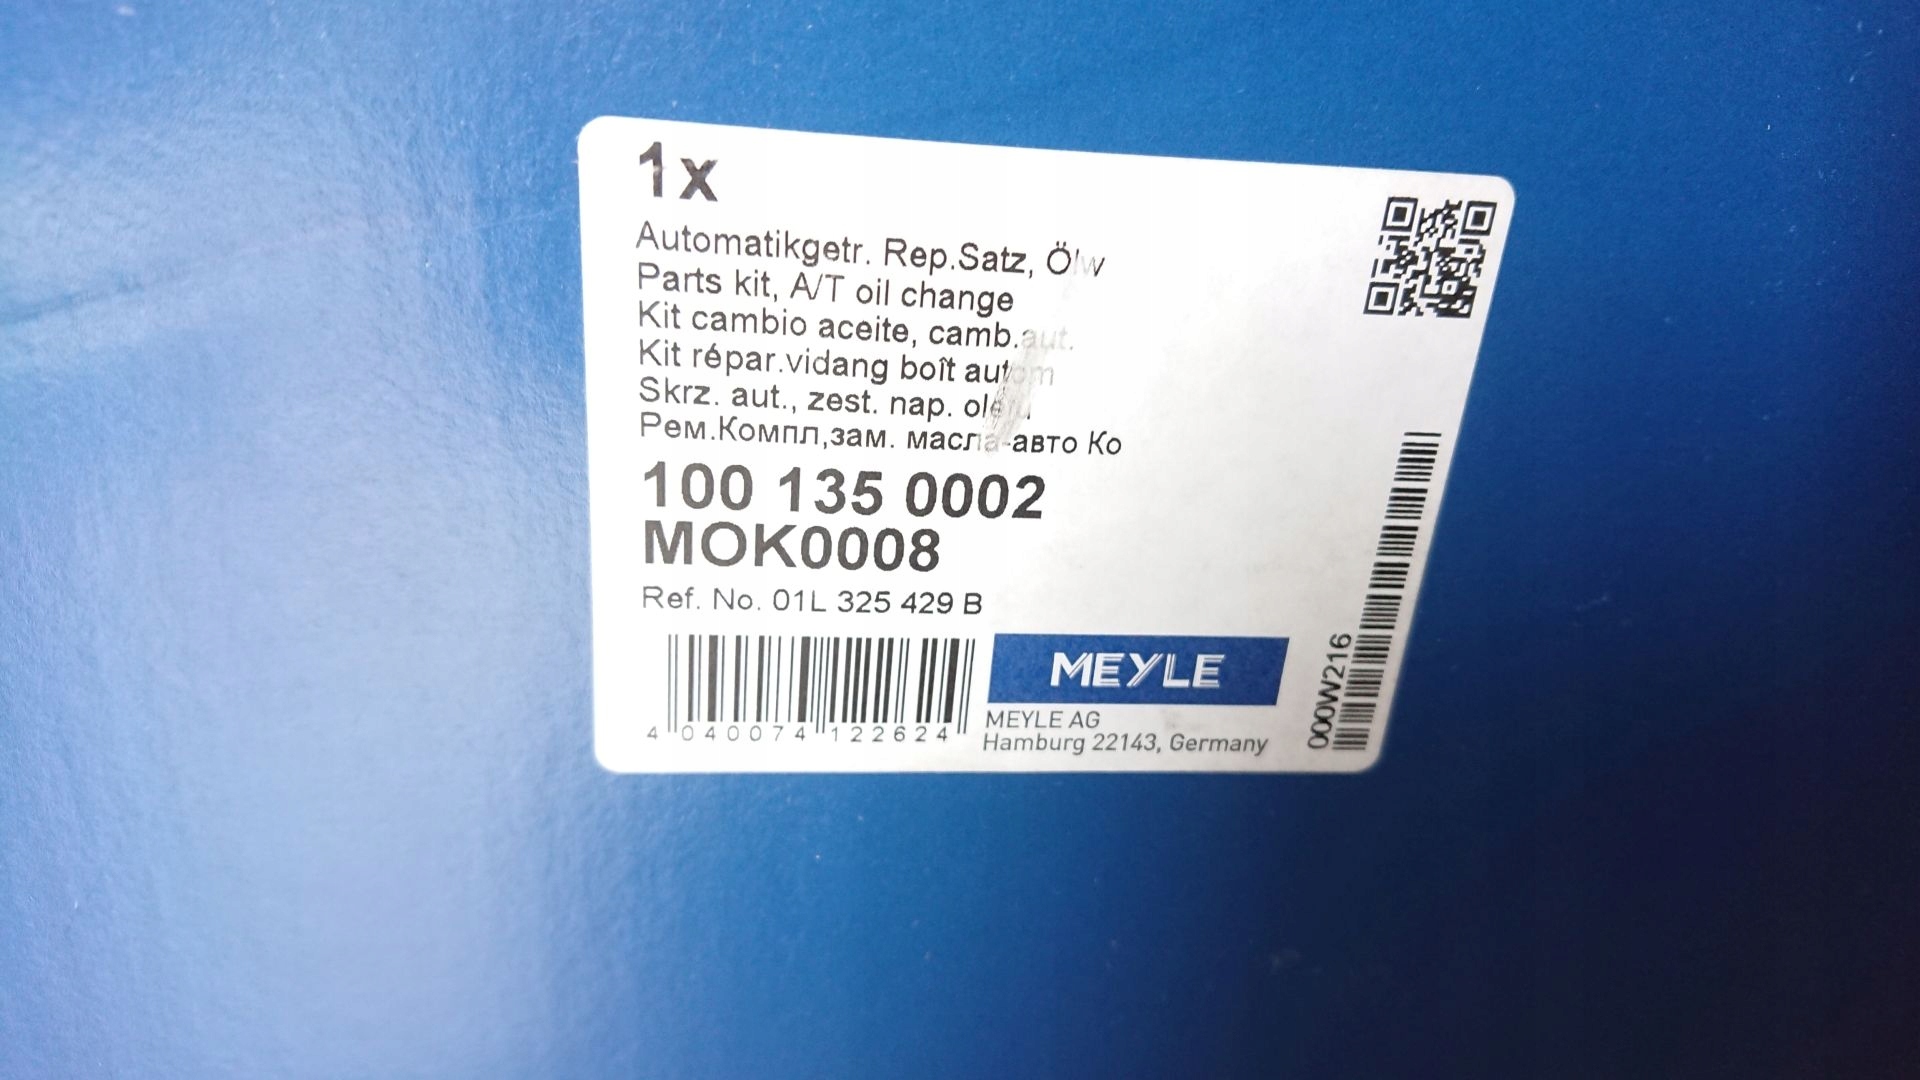 1x
Automatikgetr. Rep.Satz,
Parts kit, A/T oil change
Kit cambio aceite, camb.aut.
Kit répar.vidang boît autom
Skrz. aut., zest. nap.
Рем.Компл,зам. масла-авто Ко
100 135 0002
MOK0008
Ref. No. 01L 325 429 B
4 040074 122624
MEYLE
MEYLE AG
Hamburg 22143, Germany
000W216